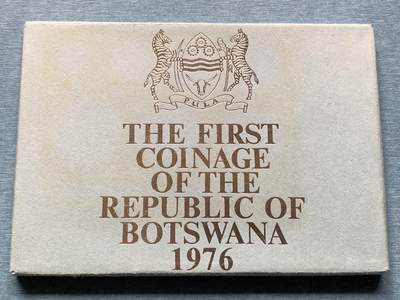 PULA
THE FIRST
COINAGE
OF THE
REPUBLIC OF
BOTSWANA
1976